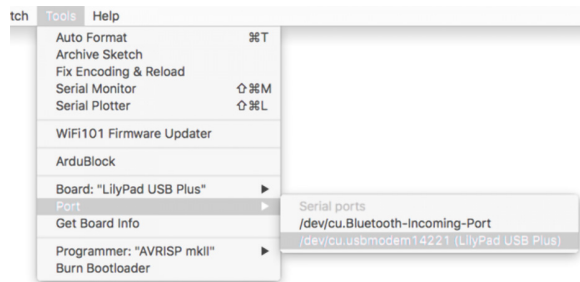 tch Tools Help
Auto Format ⌘T
Archive Sketch
Fix Encoding & Reload
Serial Monitor ⇧⌘M
Serial Plotter ⇧⌘L
WiFi101 Firmware Updater
ArduBlock
Board: "LilyPad USB Plus" ▶
Port ▶
Get Board Info
Programmer: "AVRISP mkII" ▶
Burn Bootloader
Serial ports
/dev/cu.Bluetooth-Incoming-Port
/dev/cu.usbmodem14221 (LilyPad USB Plus)